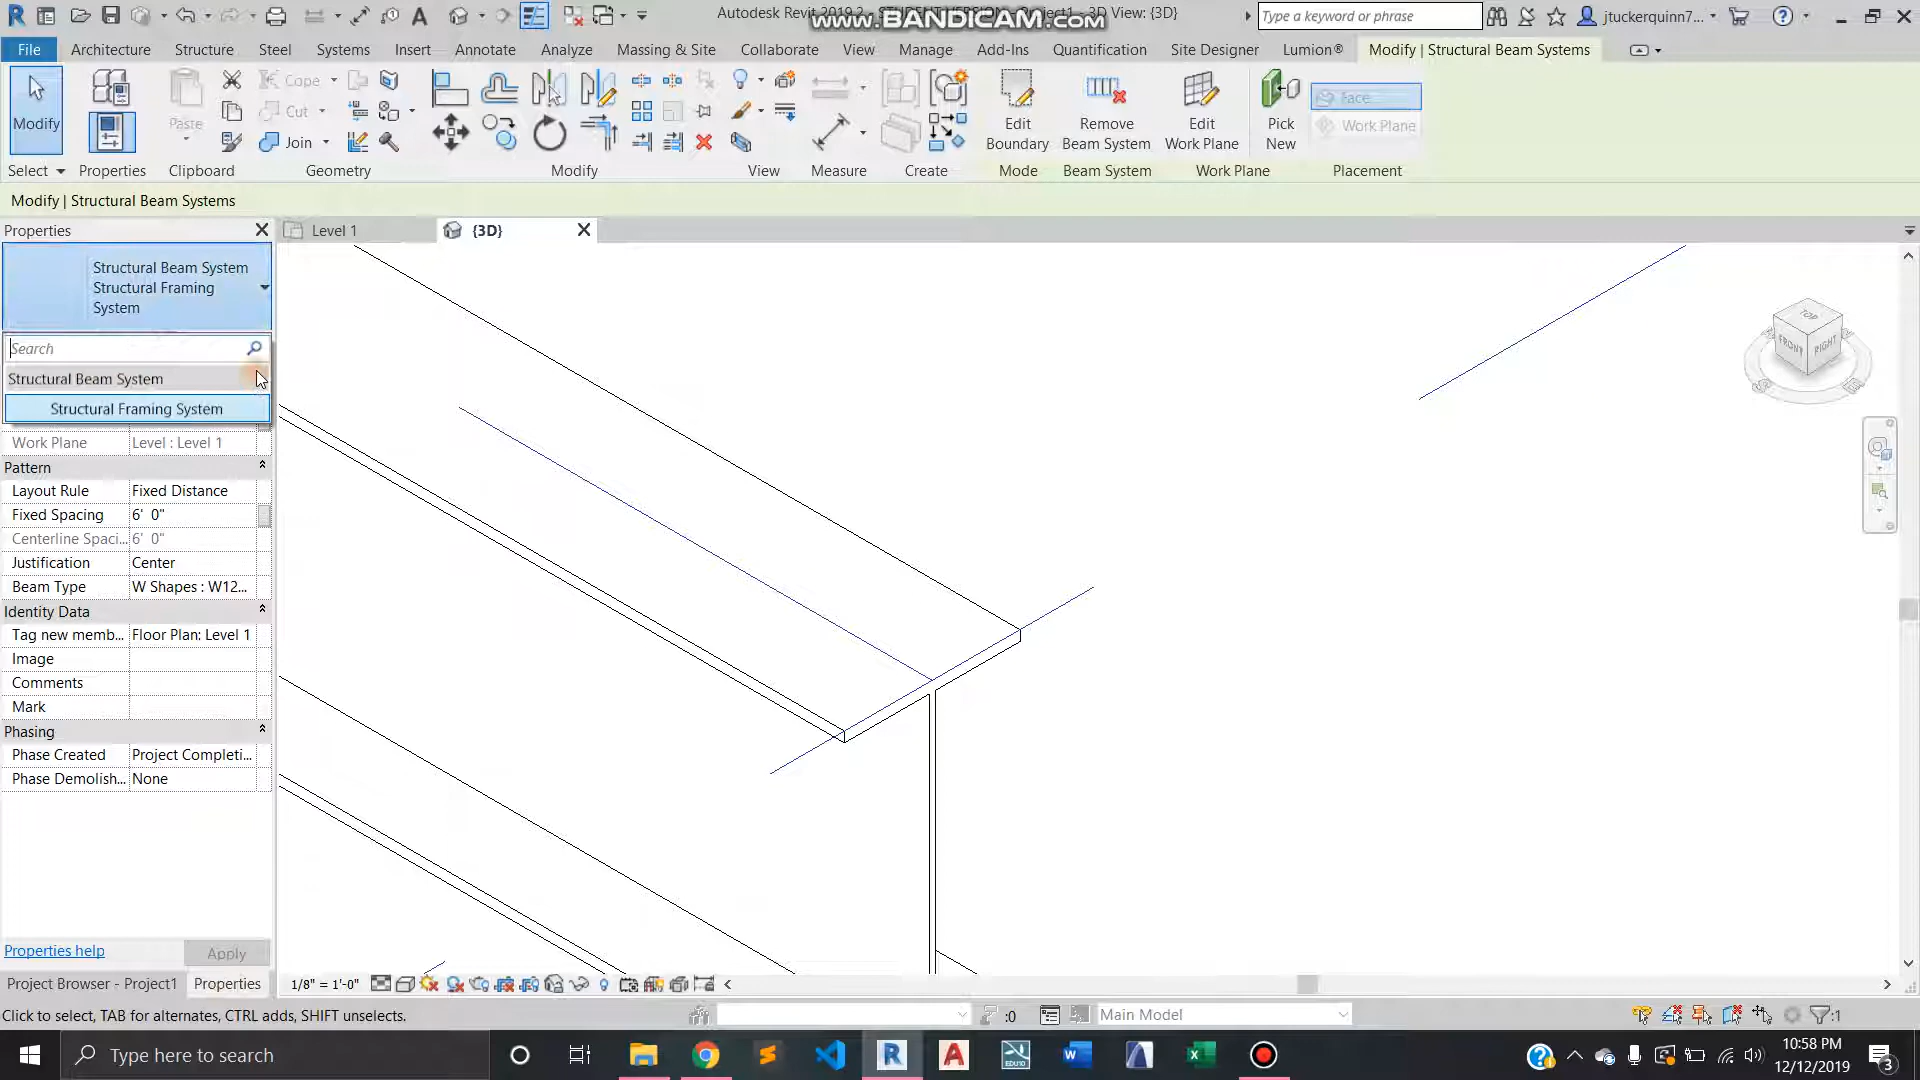 Autodesk Revit 2019.2 - STUDENT VERSION - Project1 - 3D View: {3D}
www.BANDICAM.com
Type a keyword or phrase
jtuckerquinn7...
File Architecture Structure Steel Systems Insert Annotate Analyze Massing & Site Collaborate View Manage Add-Ins Quantification Site Designer Lumion® Modify | Structural Beam Systems
Modify
Paste
Cope
Cut
Join
Edit Boundary
Remove Beam System
Edit Work Plane
Pick New
Face
Work Plane
Select Properties Clipboard Geometry Modify View Measure Create Mode Beam System Work Plane Placement
Modify | Structural Beam Systems
Properties
Level 1
{3D}
Structural Beam System
Structural Framing
System
Search
Structural Beam System
Structural Framing System
Work Plane Level : Level 1
Pattern
Layout Rule Fixed Distance
Fixed Spacing 6' 0"
Centerline Spaci... 6' 0"
Justification Center
Beam Type W Shapes : W12...
Identity Data
Tag new memb... Floor Plan: Level 1
Image
Comments
Mark
Phasing
Phase Created Project Completi...
Phase Demolish... None
TOP
FRONT
RIGHT
Properties help
Apply
Project Browser - Project1 Properties
1/8" = 1'-0"
Click to select, TAB for alternates, CTRL adds, SHIFT unselects.
:0
Main Model
:1
Type here to search
10:58 PM
12/12/2019
3